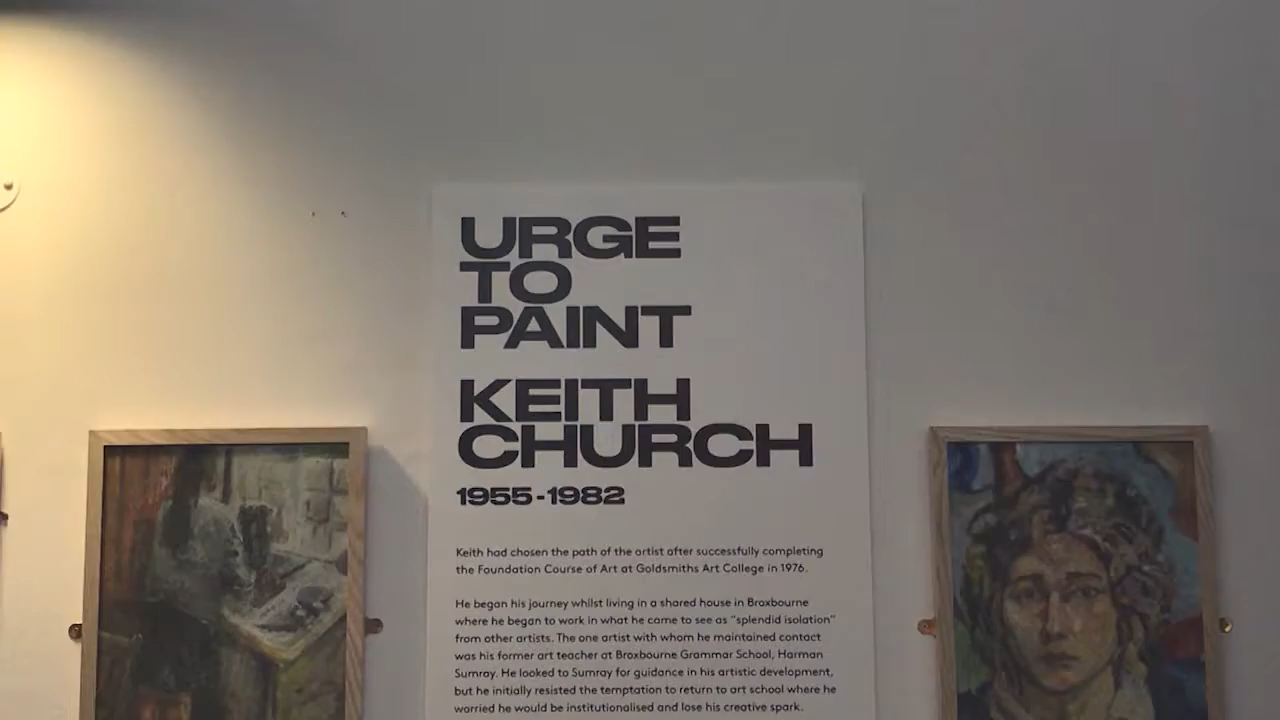 URGE
TO
PAINT
KEITH
CHURCH
1955-1982
Keith had chosen the path of the artist after successfully completing
the Foundation Course of Art at Goldsmiths Art College in 1976.
He began his journey whilst living in a shared house in Broxbourne
where he began to work in what he came to see as “splendid isolation”
from other artists. The one artist with whom he maintained contact
was his former art teacher at Broxbourne Grammar School, Harman
Sumray. He looked to Sumray for guidance in his artistic development,
but he initially resisted the temptation to return to art school where he
worried he would be institutionalised and lose his creative spark.